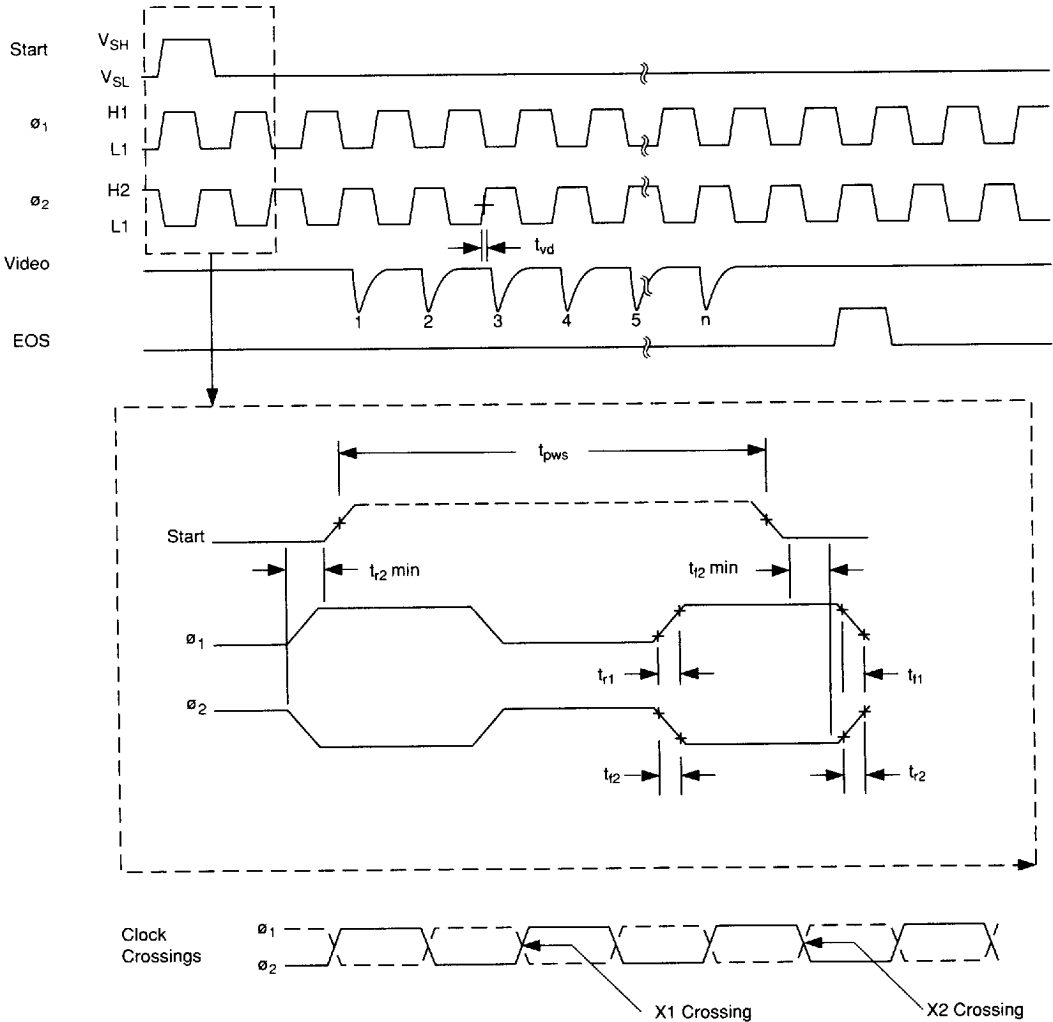 Start
V_SH
V_SL
ø1
H1
L1
ø2
H2
L1
t_vd
Video
1 2 3 4 5 n
EOS
t_pws
Start
t_r2 min
t_f2 min
ø1
t_r1
t_f1
ø2
t_f2
t_r2
Clock
Crossings
ø1
ø2
X1 Crossing
X2 Crossing